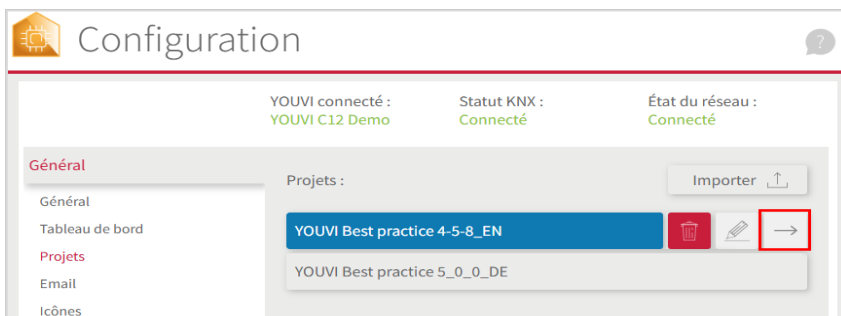 Configuration
?
YOUVI connecté : Statut KNX : État du réseau :
YOUVI C12 Demo Connecté Connecté
Général
Projets :
Importer
Général
Tableau de bord
YOUVI Best practice 4-5-8_EN
Projets
YOUVI Best practice 5_0_0_DE
Email
Icônes